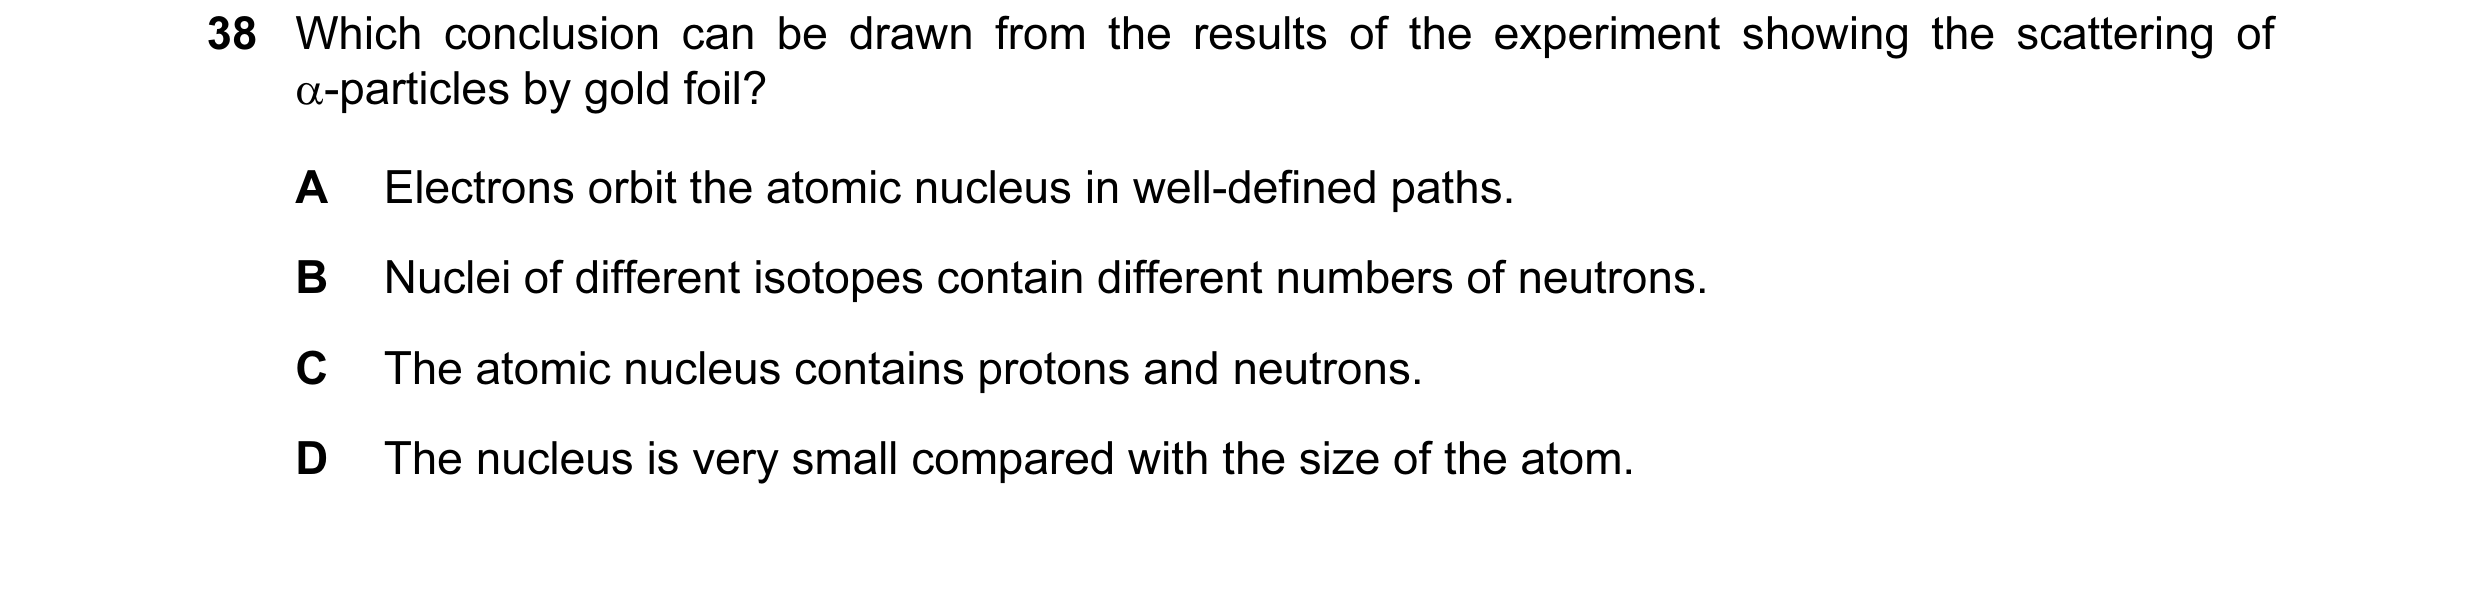 38 Which conclusion can be drawn from the results of the experiment showing the scattering of
α-particles by gold foil?
A Electrons orbit the atomic nucleus in well-defined paths.
B Nuclei of different isotopes contain different numbers of neutrons.
C The atomic nucleus contains protons and neutrons.
D The nucleus is very small compared with the size of the atom.